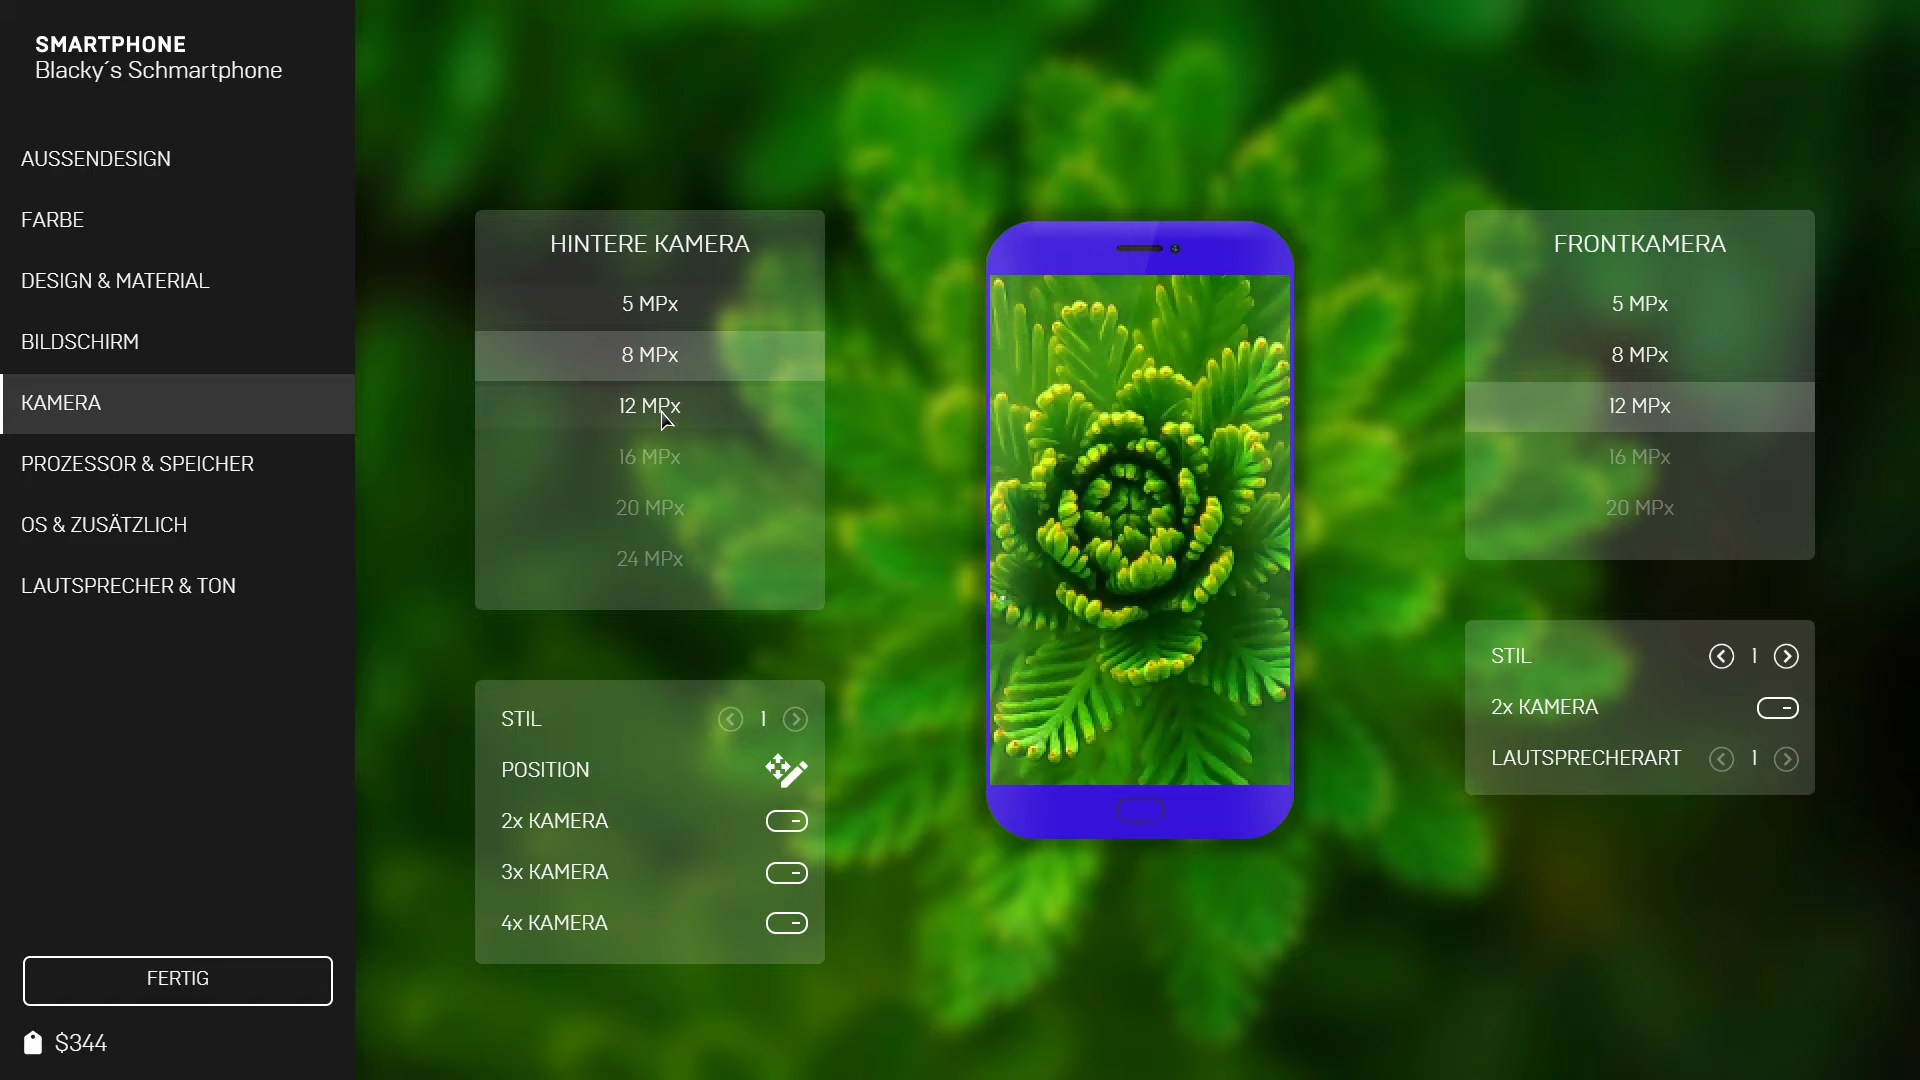 SMARTPHONE
Blacky´s Schmartphone
AUSSENDESIGN
FARBE
DESIGN & MATERIAL
BILDSCHIRM
KAMERA
PROZESSOR & SPEICHER
OS & ZUSÄTZLICH
LAUTSPRECHER & TON
FERTIG
$344
HINTERE KAMERA
5 MPx
8 MPx
12 MPx
16 MPx
20 MPx
24 MPx
STIL 1
POSITION
2x KAMERA
3x KAMERA
4x KAMERA
FRONTKAMERA
5 MPx
8 MPx
12 MPx
16 MPx
20 MPx
STIL 1
2x KAMERA
LAUTSPRECHERART 1